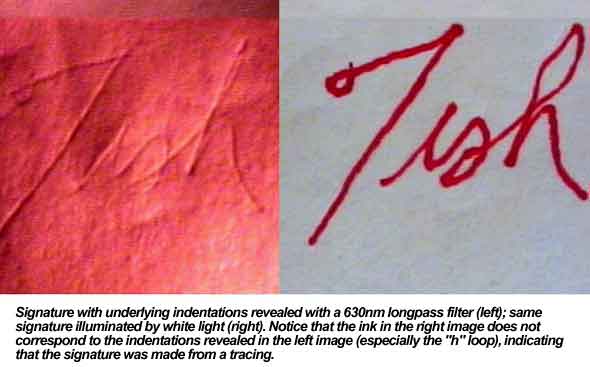 Tish
Signature with underlying indentations revealed with a 630nm longpass filter (left); same
signature illuminated by white light (right). Notice that the ink in the right image does not
correspond to the indentations revealed in the left image (especially the "h" loop), indicating
that the signature was made from a tracing.